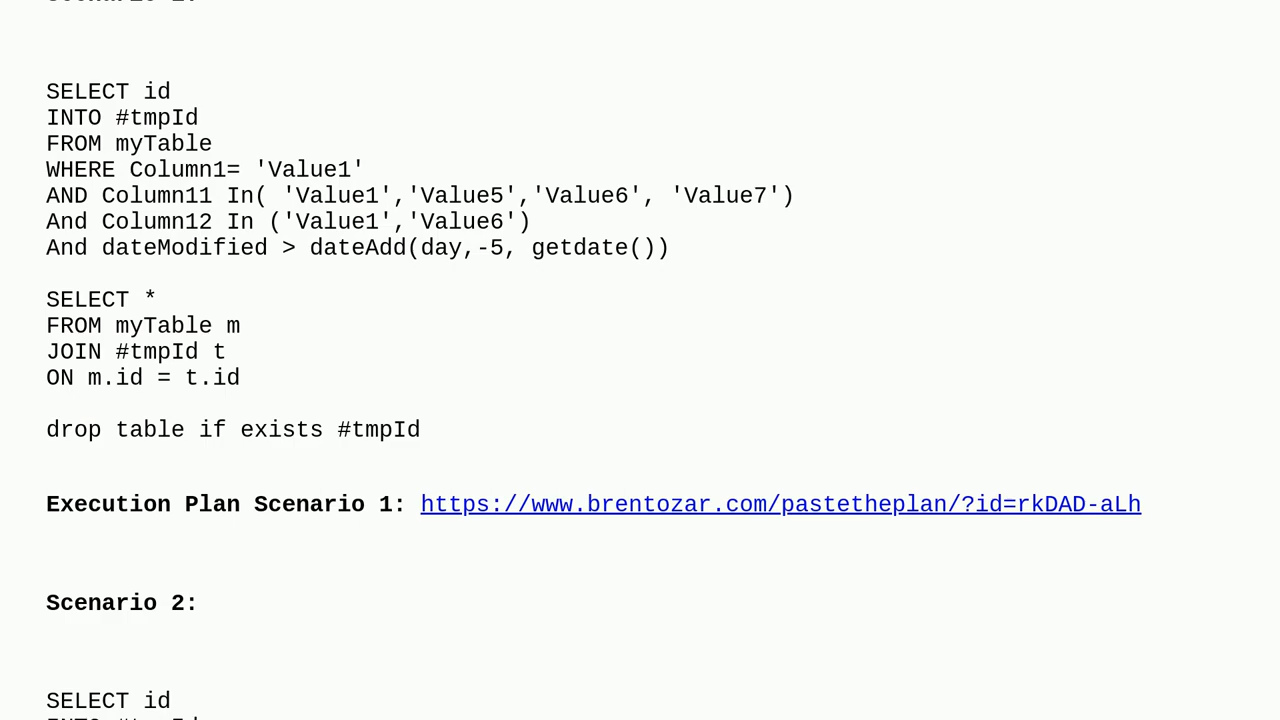 SELECT id
INTO #tmpId
FROM myTable
WHERE Column1= 'Value1'
AND Column11 In( 'Value1','Value5','Value6', 'Value7')
And Column12 In ('Value1','Value6')
And dateModified > dateAdd(day,-5, getdate())
SELECT *
FROM myTable m
JOIN #tmpId t
ON m.id = t.id
drop table if exists #tmpId
Execution Plan Scenario 1: https://www.brentozar.com/pastetheplan/?id=rkDAD-aLh
Scenario 2:
SELECT id